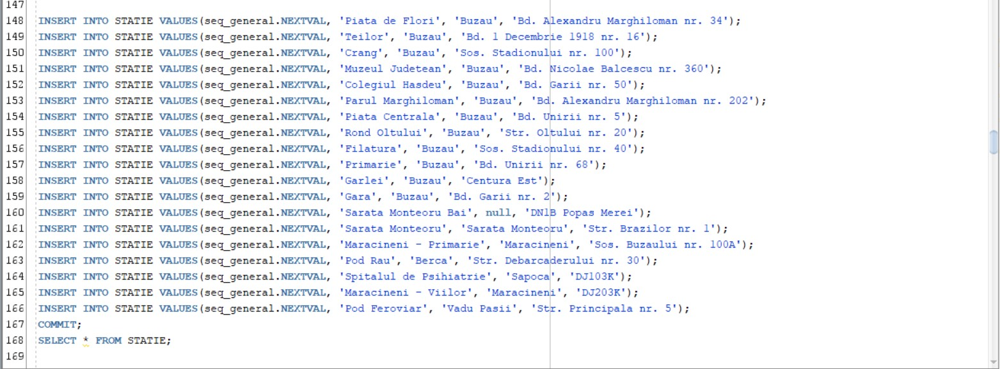 147
148 INSERT INTO STATIE VALUES(seq_general.NEXTVAL, 'Piata de Flori', 'Buzau', 'Bd. Alexandru Marghiloman nr. 34');
149 INSERT INTO STATIE VALUES(seq_general.NEXTVAL, 'Teilor', 'Buzau', 'Bd. 1 Decembrie 1918 nr. 16');
150 INSERT INTO STATIE VALUES(seq_general.NEXTVAL, 'Crang', 'Buzau', 'Sos. Stadionului nr. 100');
151 INSERT INTO STATIE VALUES(seq_general.NEXTVAL, 'Muzeul Judetean', 'Buzau', 'Bd. Nicolae Balcescu nr. 360');
152 INSERT INTO STATIE VALUES(seq_general.NEXTVAL, 'Colegiul Hasdeu', 'Buzau', 'Bd. Garii nr. 50');
153 INSERT INTO STATIE VALUES(seq_general.NEXTVAL, 'Parul Marghiloman', 'Buzau', 'Bd. Alexandru Marghiloman nr. 202');
154 INSERT INTO STATIE VALUES(seq_general.NEXTVAL, 'Piata Centrala', 'Buzau', 'Bd. Unirii nr. 5');
155 INSERT INTO STATIE VALUES(seq_general.NEXTVAL, 'Rond Oltului', 'Buzau', 'Str. Oltului nr. 20');
156 INSERT INTO STATIE VALUES(seq_general.NEXTVAL, 'Filatura', 'Buzau', 'Sos. Stadionului nr. 40');
157 INSERT INTO STATIE VALUES(seq_general.NEXTVAL, 'Primarie', 'Buzau', 'Bd. Unirii nr. 68');
158 INSERT INTO STATIE VALUES(seq_general.NEXTVAL, 'Garlei', 'Buzau', 'Centura Est');
159 INSERT INTO STATIE VALUES(seq_general.NEXTVAL, 'Gara', 'Buzau', 'Bd. Garii nr. 2');
160 INSERT INTO STATIE VALUES(seq_general.NEXTVAL, 'Sarata Monteoru Bai', null, 'DN1B Popas Merei');
161 INSERT INTO STATIE VALUES(seq_general.NEXTVAL, 'Sarata Monteoru', 'Sarata Monteoru', 'Str. Brazilor nr. 1');
162 INSERT INTO STATIE VALUES(seq_general.NEXTVAL, 'Maracineni - Primarie', 'Maracineni', 'Sos. Buzaului nr. 100A');
163 INSERT INTO STATIE VALUES(seq_general.NEXTVAL, 'Pod Rau', 'Berca', 'Str. Debarcaderului nr. 30');
164 INSERT INTO STATIE VALUES(seq_general.NEXTVAL, 'Spitalul de Psihiatrie', 'Sapoca', 'DJ103K');
165 INSERT INTO STATIE VALUES(seq_general.NEXTVAL, 'Maracineni - Viilor', 'Maracineni', 'DJ203K');
166 INSERT INTO STATIE VALUES(seq_general.NEXTVAL, 'Pod Feroviar', 'Vadu Pasii', 'Str. Principala nr. 5');
167 COMMIT;
168 SELECT * FROM STATIE;
169